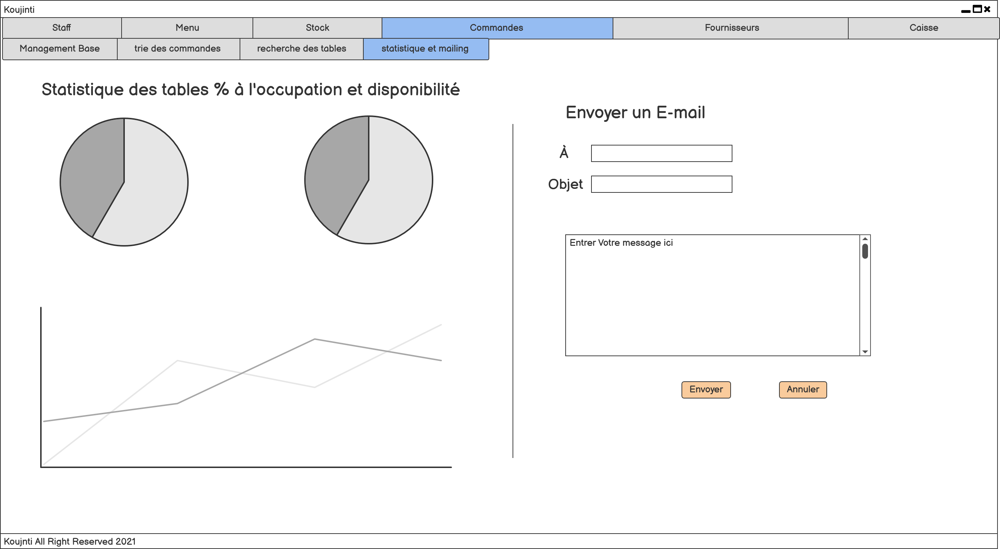 Koujinti
Staff Menu Stock Commandes Fournisseurs Caisse
Management Base trie des commandes recherche des tables statistique et mailing
Statistique des tables % à l'occupation et disponibilité
Envoyer un E-mail
À
Objet
Entrer Votre message ici
Envoyer Annuler
Koujnti All Right Reserved 2021